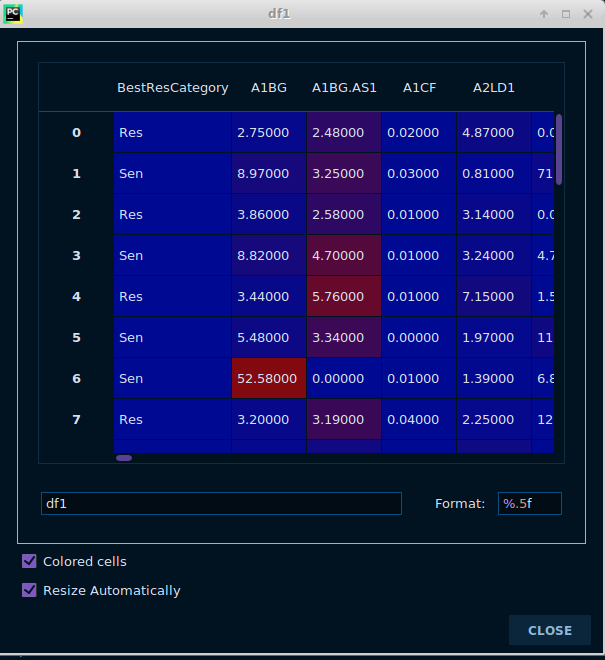 PC
df1
BestResCategory A1BG A1BG.AS1 A1CF A2LD1
0 Res 2.75000 2.48000 0.02000 4.87000 0.0
1 Sen 8.97000 3.25000 0.03000 0.81000 71
2 Res 3.86000 2.58000 0.01000 3.14000 0.0
3 Sen 8.82000 4.70000 0.01000 3.24000 4.7
4 Res 3.44000 5.76000 0.01000 7.15000 1.5
5 Sen 5.48000 3.34000 0.00000 1.97000 11
6 Sen 52.58000 0.00000 0.01000 1.39000 6.8
7 Res 3.20000 3.19000 0.04000 2.25000 12
df1 Format: %.5f
Colored cells
Resize Automatically
CLOSE